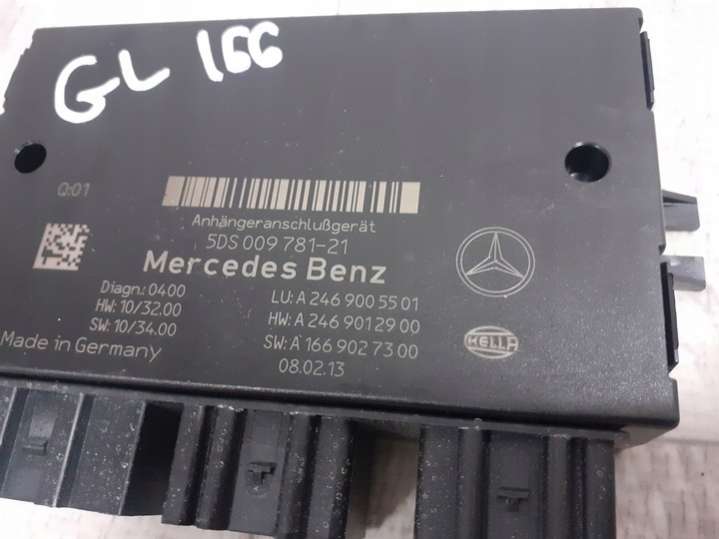 GL 166
Q:01
Anhängeranschlußgerät
5DS 009 781-21
Mercedes Benz
Diagn.: 0400
HW: 10/32.00
SW: 10/34.00
Made in Germany
LU: A 246 900 55 01
HW: A 246 901 29 00
SW: A 166 902 73 00
08.02.13
HELLA